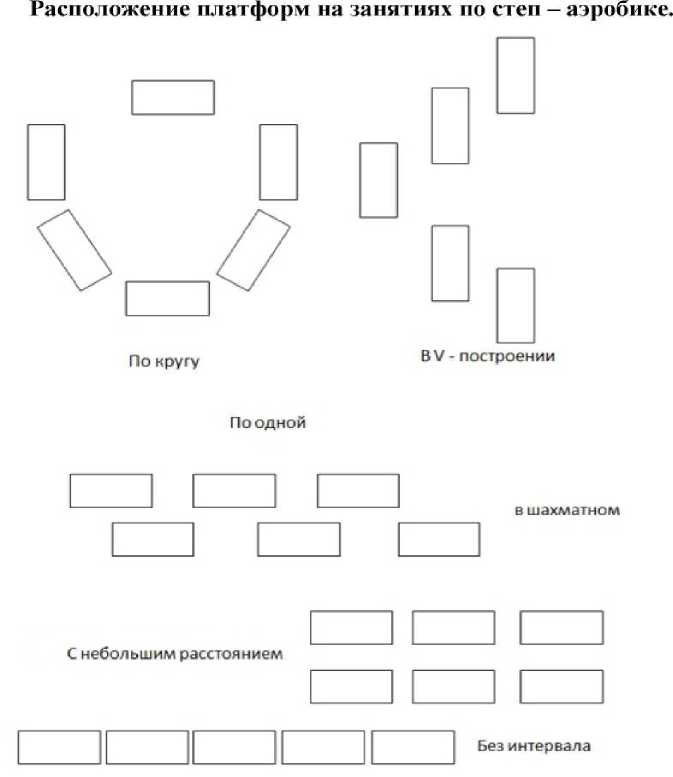 Расположение платформ на занятиях по степ – аэробике.
По кругу
В V - построении
По одной
в шахматном
С небольшим расстоянием
Без интервала